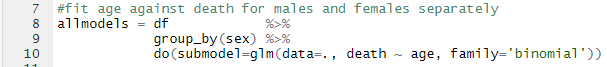 7 #fit age against death for males and females separately
8 allmodels = df %>%
9 group_by(sex) %>%
10 do(submodel=glm(data=., death ~ age, family='binomial'))